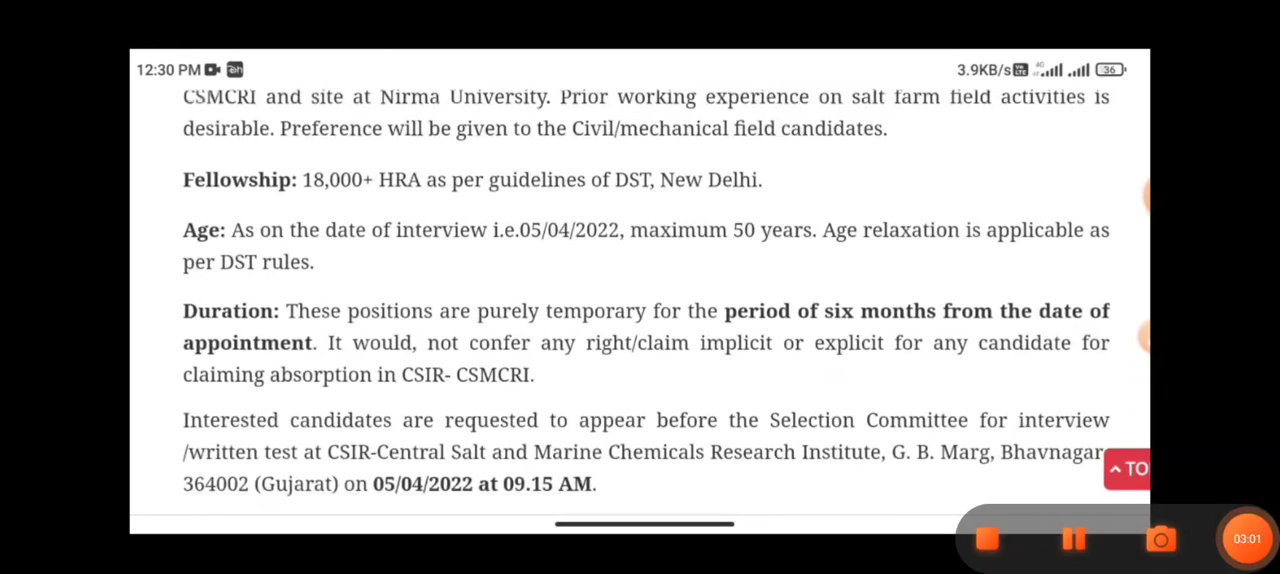 12:30 PM
3.9KB/s 4G 36
CSMCRI and site at Nirma University. Prior working experience on salt farm field activities is
desirable. Preference will be given to the Civil/mechanical field candidates.
Fellowship: 18,000+ HRA as per guidelines of DST, New Delhi.
Age: As on the date of interview i.e.05/04/2022, maximum 50 years. Age relaxation is applicable as
per DST rules.
Duration: These positions are purely temporary for the period of six months from the date of
appointment. It would, not confer any right/claim implicit or explicit for any candidate for
claiming absorption in CSIR- CSMCRI.
Interested candidates are requested to appear before the Selection Committee for interview
/written test at CSIR-Central Salt and Marine Chemicals Research Institute, G. B. Marg, Bhavnagar
364002 (Gujarat) on 05/04/2022 at 09.15 AM.
TO
03:01